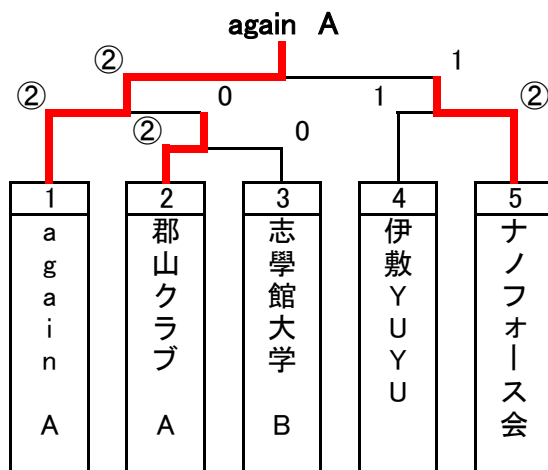 again A
② 1
② 0 1 ②
② 0
1 2 3 4 5
again A
郡山クラブ A
志學館大学 B
伊敷YUYU
ナノフォース会